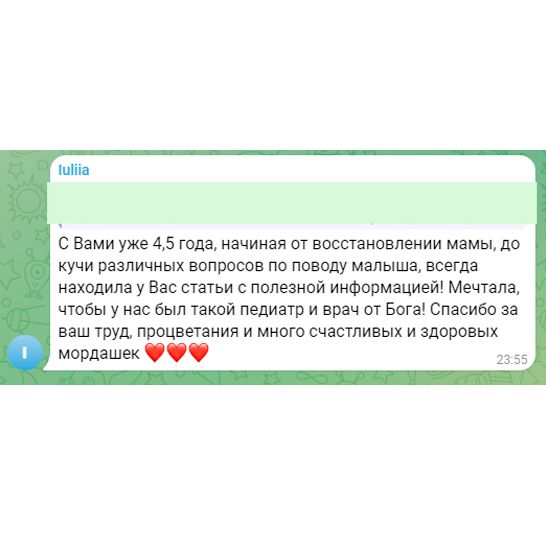 Iuliia
С Вами уже 4,5 года, начиная от восстановлении мамы, до
кучи различных вопросов по поводу малыша, всегда
находила у Вас статьи с полезной информацией! Мечтала,
чтобы у нас был такой педиатр и врач от Бога! Спасибо за
ваш труд, процветания и много счастливых и здоровых
мордашек ❤️❤️❤️
23:55
I